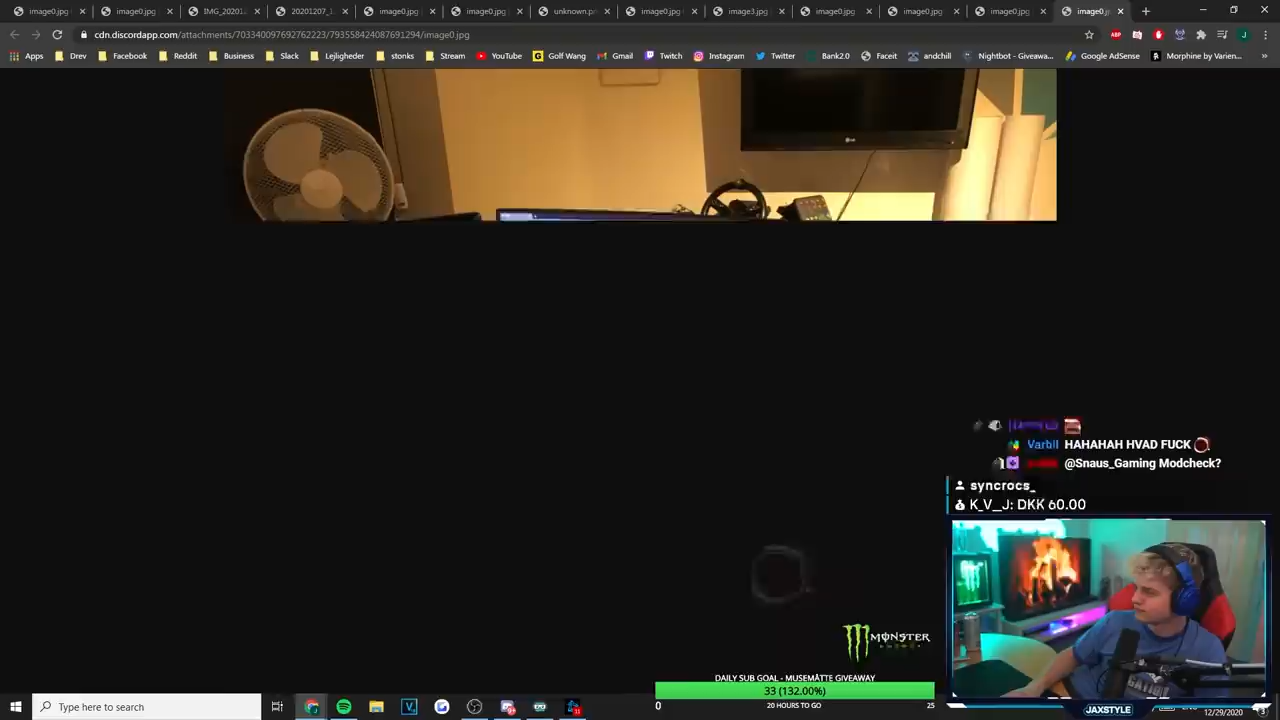 image0.jpg
image0.jpg
IMG_20201
20201207_1
image0.jpg
image0.jpg
unknown.pn
image0.jpg
image3.jpg
image0.jpg
image0.jpg
image0.jpg
image0.j
cdn.discordapp.com/attachments/703340097692762223/793558424087691294/image0.jpg
Apps Drev Facebook Reddit Business Slack Lejligheder stonks Stream YouTube Golf Wang Gmail Twitch Instagram Twitter Bank2.0 Faceit andchill Nightbot - Giveawa... Google AdSense Morphine by Varien...
Varbll HAHAHAH HVAD FUCK
@Snaus_Gaming Modcheck?
syncrocs_
K_V__J: DKK 60.00
MONSTER
DAILY SUB GOAL - MUSEMÅTTE GIVEAWAY
33 (132.00%)
0 20 HOURS TO GO 25
JAXSTYLE
Type here to search
12/29/2020